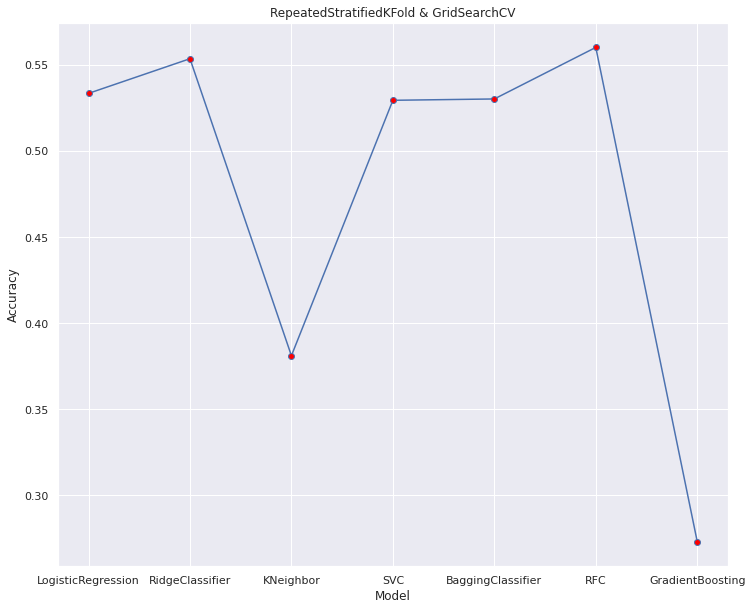 RepeatedStratifiedKFold & GridSearchCV
0.55
0.50
0.45
0.40
0.35
0.30
Accuracy
LogisticRegression RidgeClassifier KNeighbor SVC BaggingClassifier RFC GradientBoosting
Model